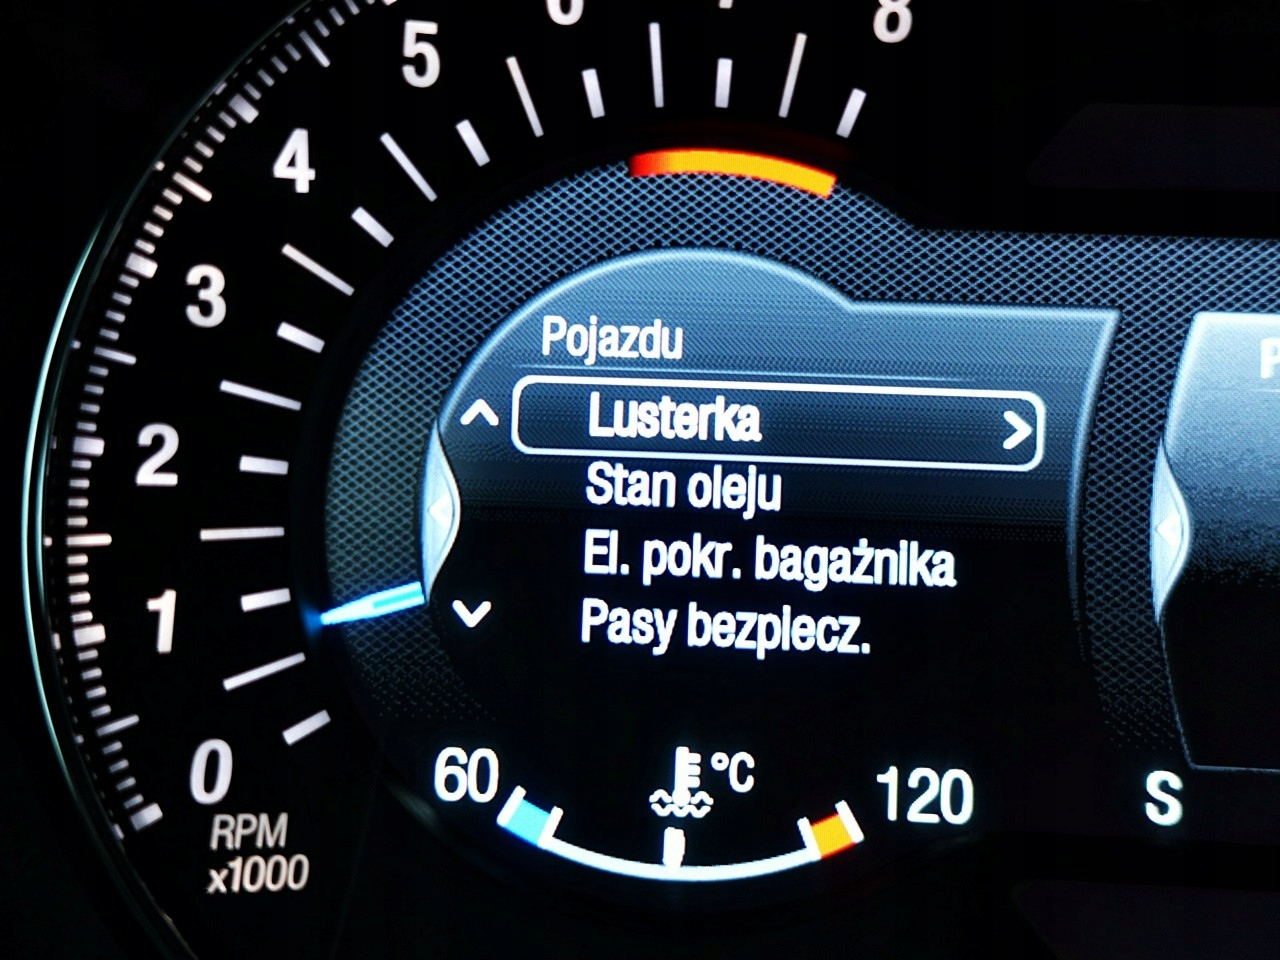 8
5
4
3
2
1
0
RPM
x1000
Pojazdu
Lusterka
Stan oleju
El. pokr. bagażnika
Pasy bezpiecz.
60
°C
120
S